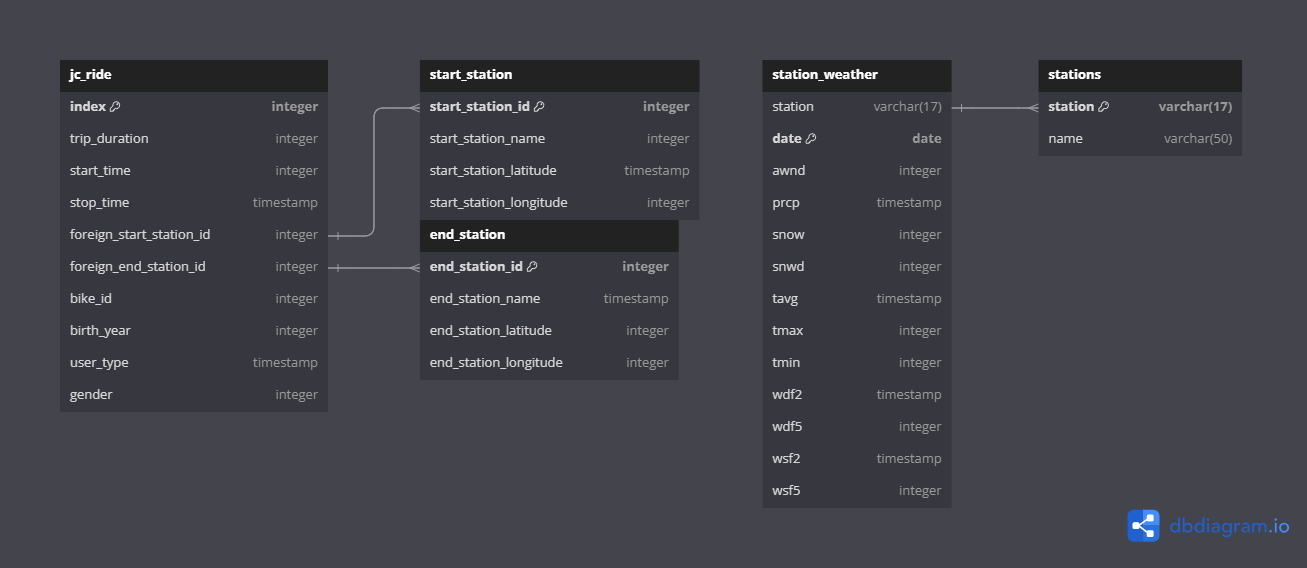 jc_ride
index integer
trip_duration integer
start_time integer
stop_time timestamp
foreign_start_station_id integer
foreign_end_station_id integer
bike_id integer
birth_year integer
user_type timestamp
gender integer
start_station
start_station_id integer
start_station_name integer
start_station_latitude timestamp
start_station_longitude integer
end_station
end_station_id integer
end_station_name timestamp
end_station_latitude integer
end_station_longitude integer
station_weather
station varchar(17)
date date
awnd integer
prcp timestamp
snow integer
snwd integer
tavg timestamp
tmax integer
tmin integer
wdf2 timestamp
wdf5 integer
wsf2 timestamp
wsf5 integer
stations
station varchar(17)
name varchar(50)
dbdiagram.io